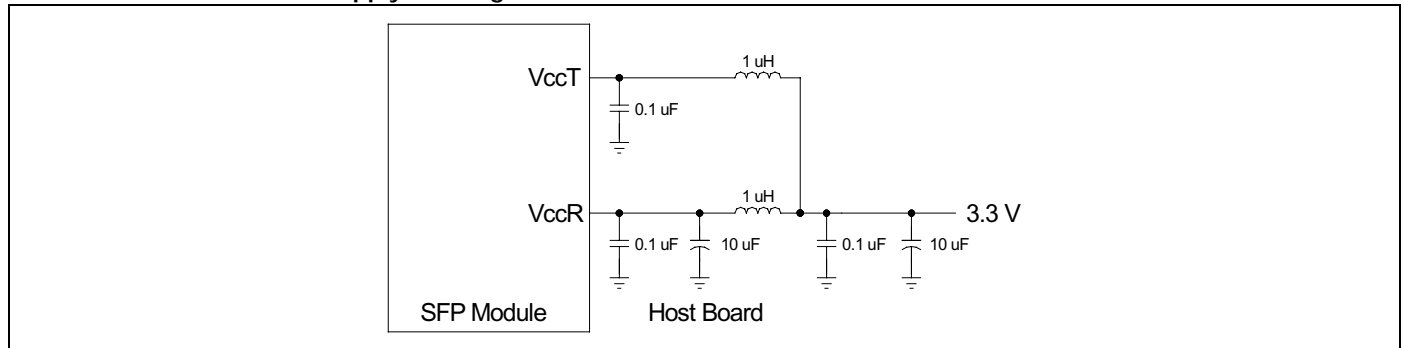 1 uH
VccT
0.1 uF
1 uH
VccR
3.3 V
0.1 uF
10 uF
0.1 uF
10 uF
SFP Module
Host Board